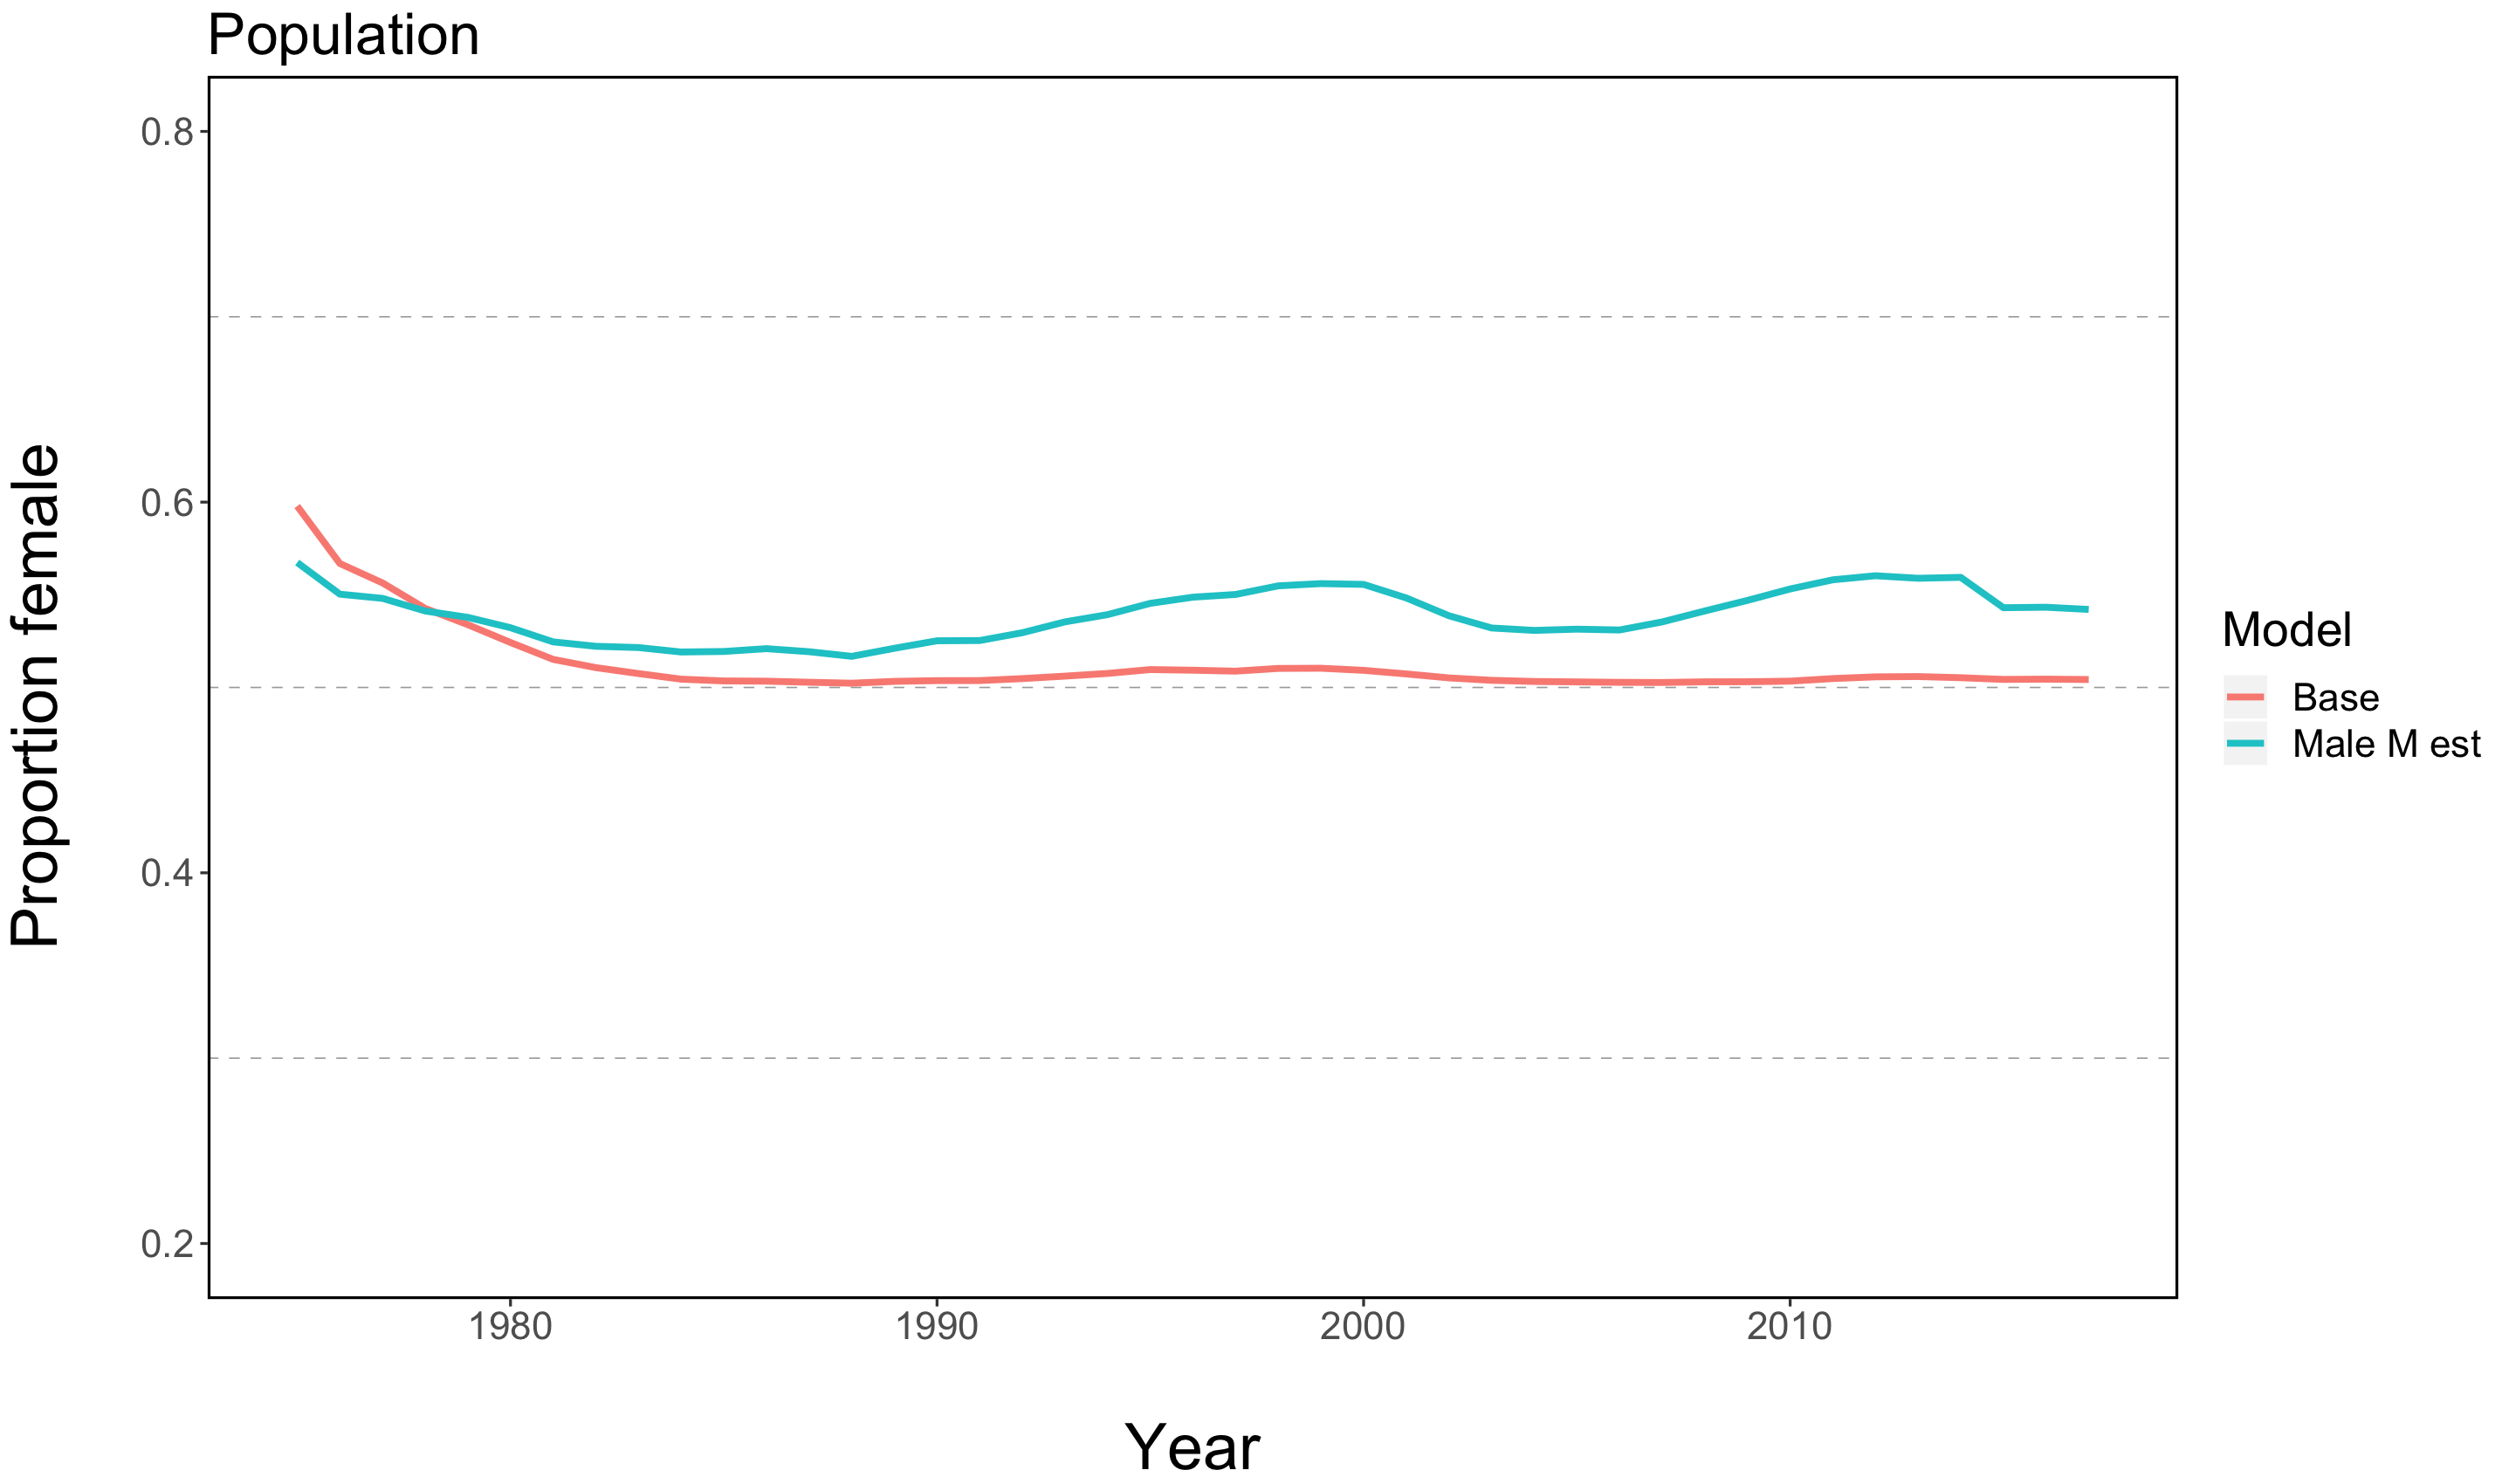 Population
0.8
0.6
0.4
0.2
Proportion female
1980 1990 2000 2010
Year
Model
Base
Male M est